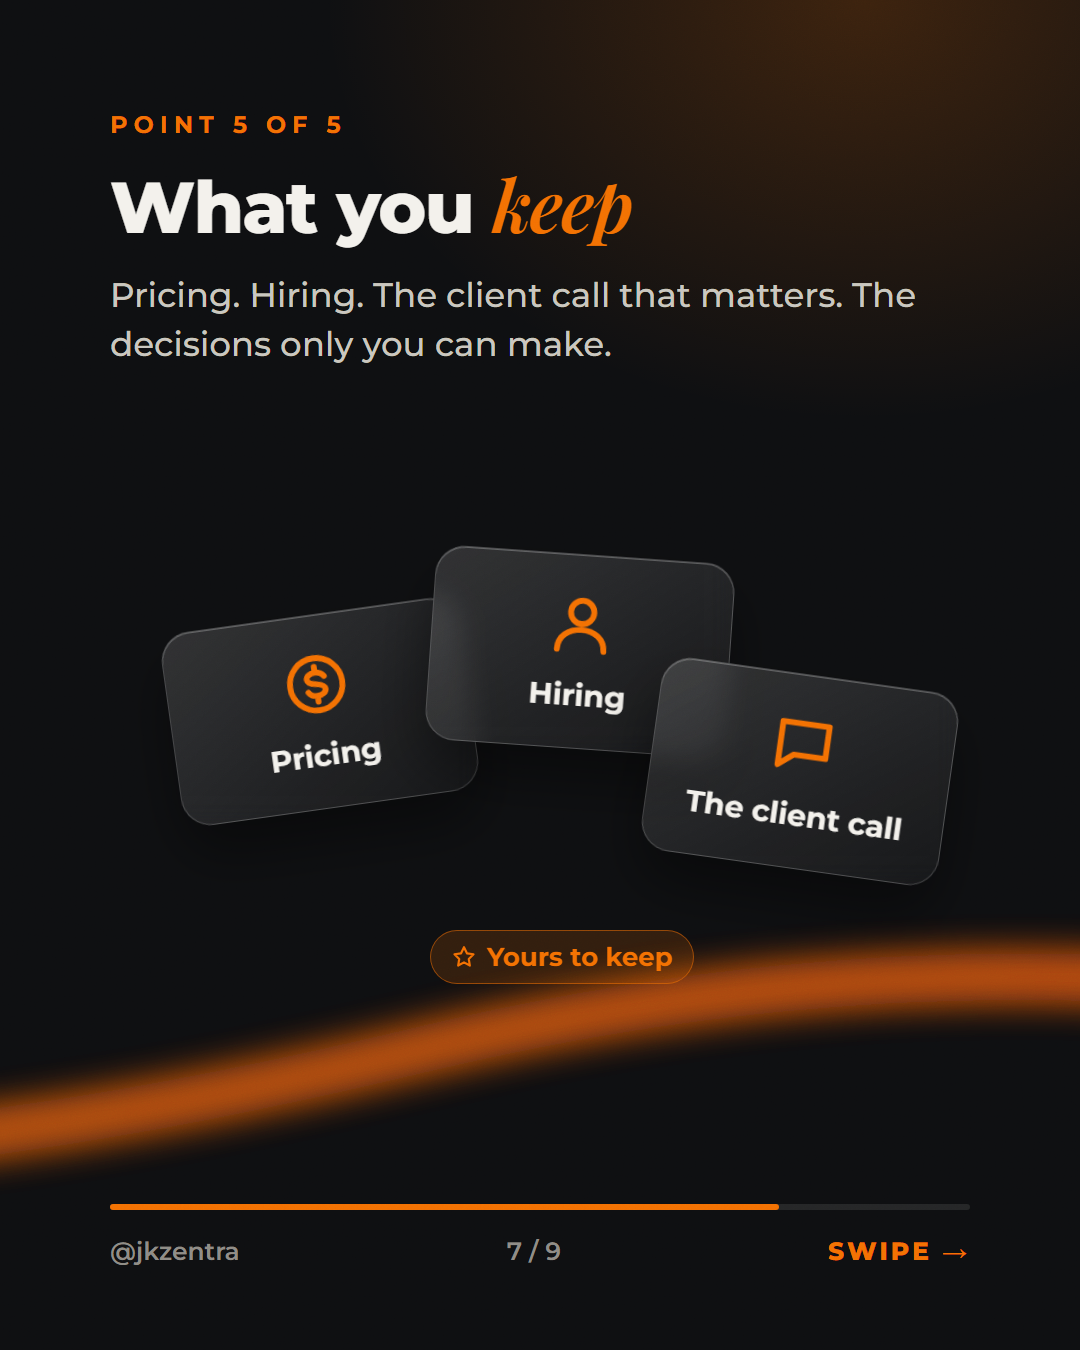 POINT 5 OF 5
What you keep
Pricing. Hiring. The client call that matters. The
decisions only you can make.
Pricing
Hiring
The client call
Yours to keep
@jkzentra
7 / 9
SWIPE →